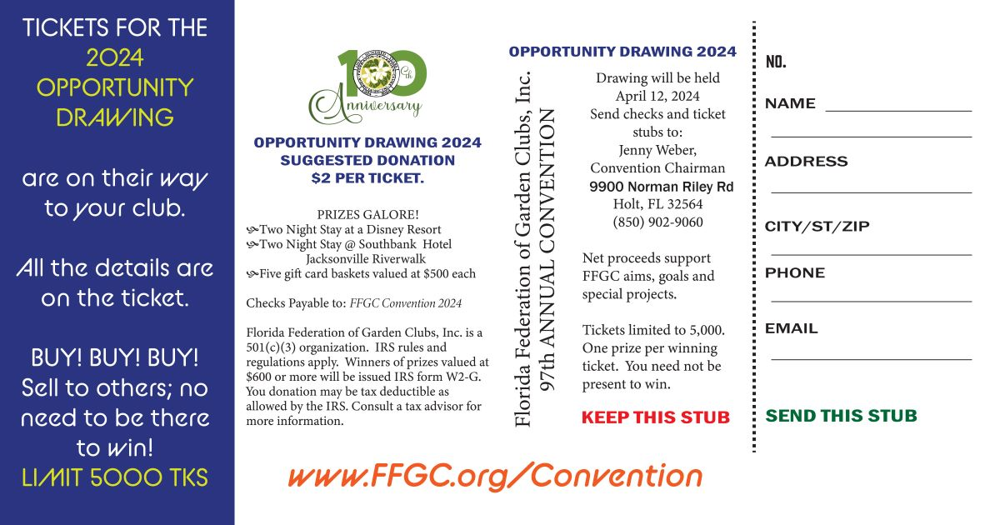 TICKETS FOR THE
2024
OPPORTUNITY
DRAWING
are on their way
to your club.
All the details are
on the ticket.
BUY! BUY! BUY!
Sell to others; no
need to be there
to win!
LIMIT 5000 TKS
100th
Anniversary
OPPORTUNITY DRAWING 2024
SUGGESTED DONATION
$2 PER TICKET.
PRIZES GALORE!
Two Night Stay at a Disney Resort
Two Night Stay @ Southbank Hotel
Jacksonville Riverwalk
Five gift card baskets valued at $500 each
Checks Payable to: FFGC Convention 2024
Florida Federation of Garden Clubs, Inc. is a
501(c)(3) organization. IRS rules and
regulations apply. Winners of prizes valued at
$600 or more will be issued IRS form W2-G.
You donation may be tax deductible as
allowed by the IRS. Consult a tax advisor for
more information.
Florida Federation of Garden Clubs, Inc.
97th ANNUAL CONVENTION
OPPORTUNITY DRAWING 2024
Drawing will be held
April 12, 2024
Send checks and ticket
stubs to:
Jenny Weber,
Convention Chairman
9900 Norman Riley Rd
Holt, FL 32564
(850) 902-9060
Net proceeds support
FFGC aims, goals and
special projects.
Tickets limited to 5,000.
One prize per winning
ticket. You need not be
present to win.
KEEP THIS STUB
NO.
NAME
ADDRESS
CITY/ST/ZIP
PHONE
EMAIL
SEND THIS STUB
www.FFGC.org/Convention